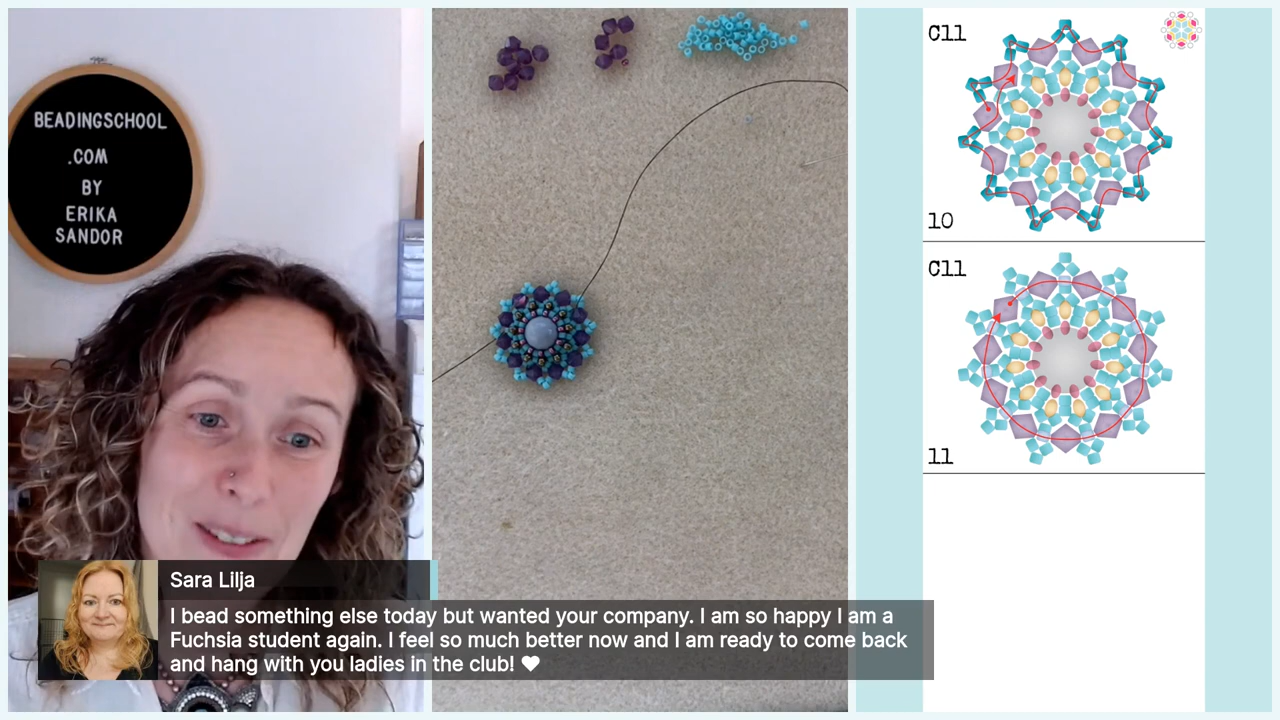 BEADINGSCHOOL
.COM
BY
ERIKA
SANDOR
Sara Lilja
I bead something else today but wanted your company. I am so happy I am a
Fuchsia student again. I feel so much better now and I am ready to come back
and hang with you ladies in the club! ♥
C11
10
C11
11